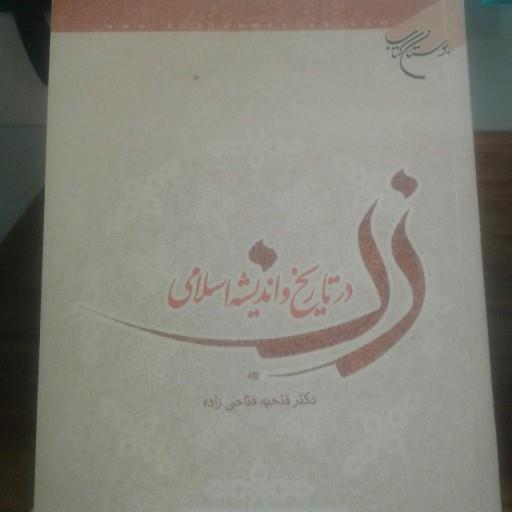 بوستان کتاب
زن
در تاریخ و اندیشه اسلامی
دکتر فتحیه فتاحی زاده